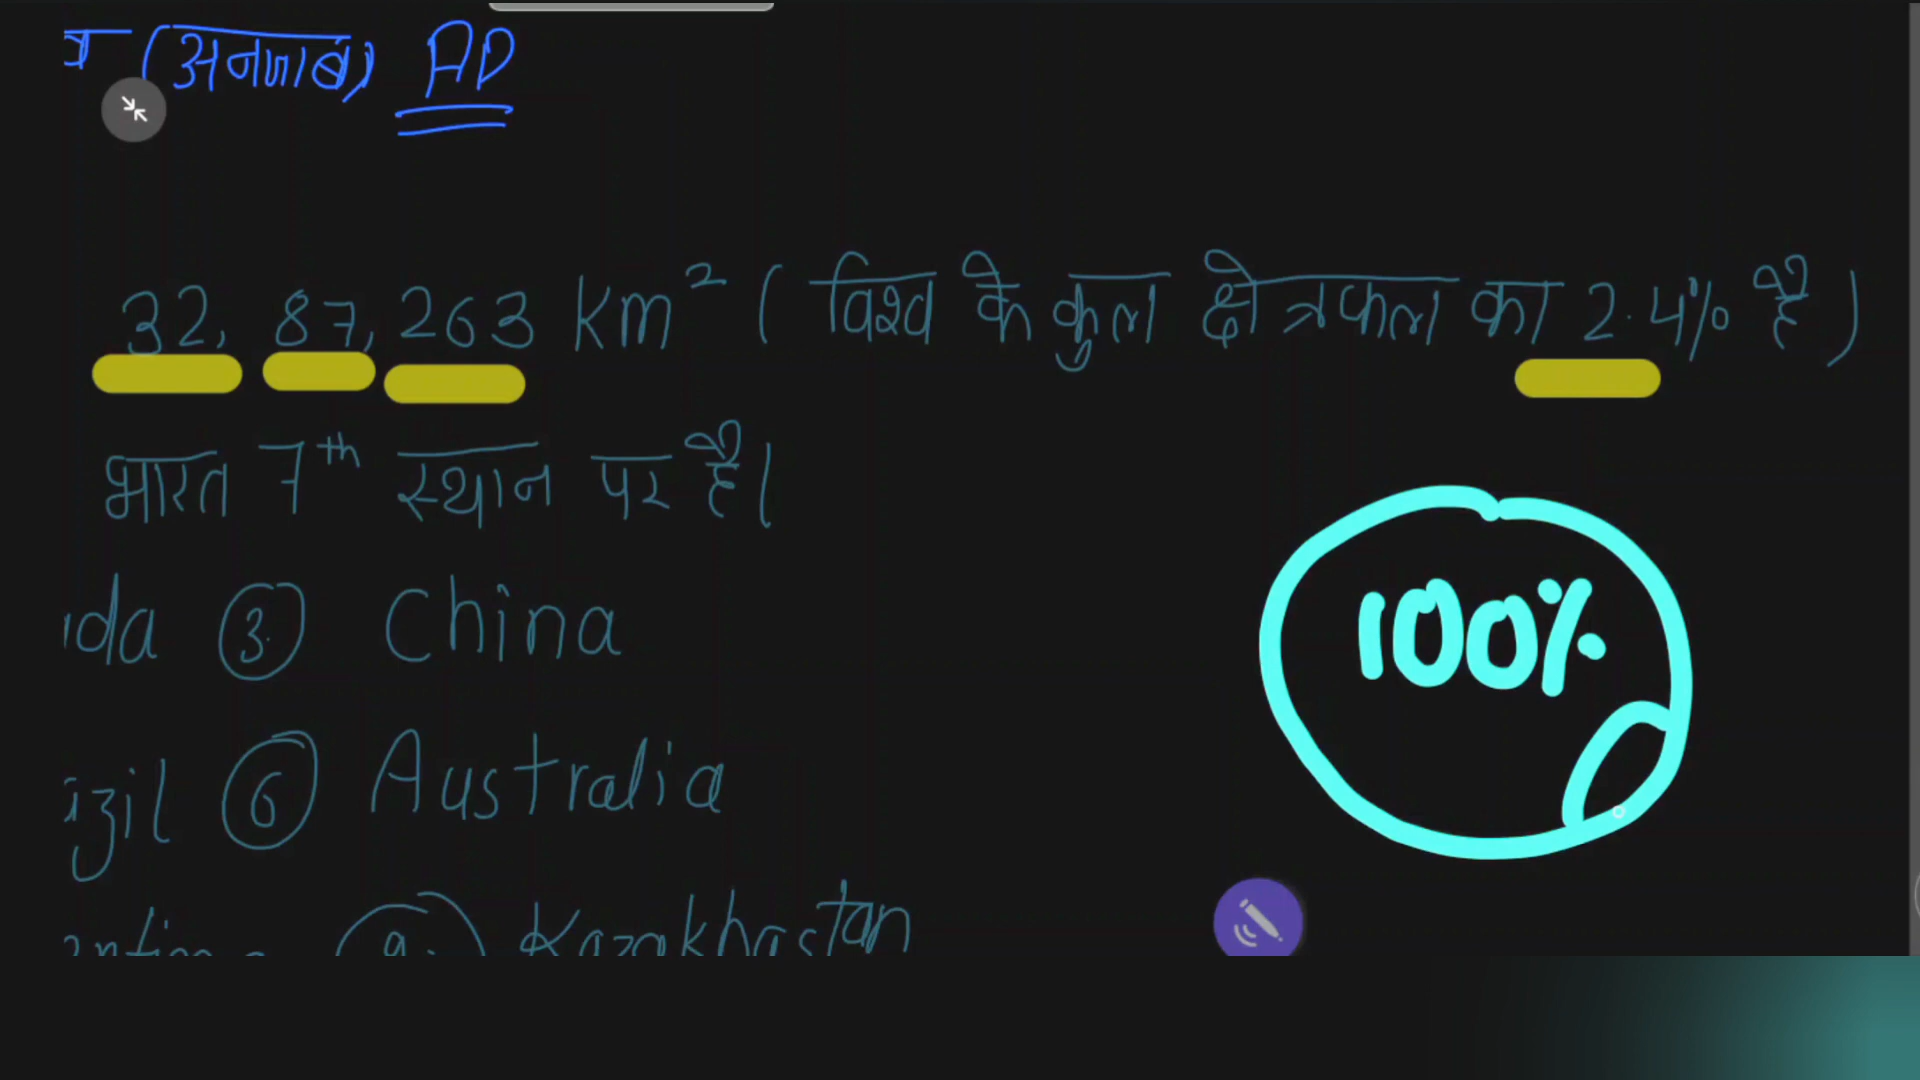 (अनजाब) AD
32, 87, 263 km² ( विश्व के कुल क्षेत्रफल का 2.4% है )
भारत 7th स्थान पर है।
100%
③ China
⑥ Australia
Kazakhastan